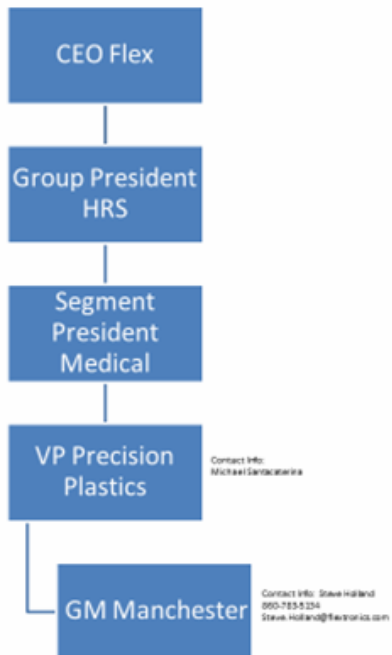 CEO Flex
Group President
HRS
Segment
President
Medical
VP Precision
Plastics
Contact Info:
Michael Santacaterina
GM Manchester
Contact Info: Steve Holland
860-783-5134
Steve.Holland@flextronics.com